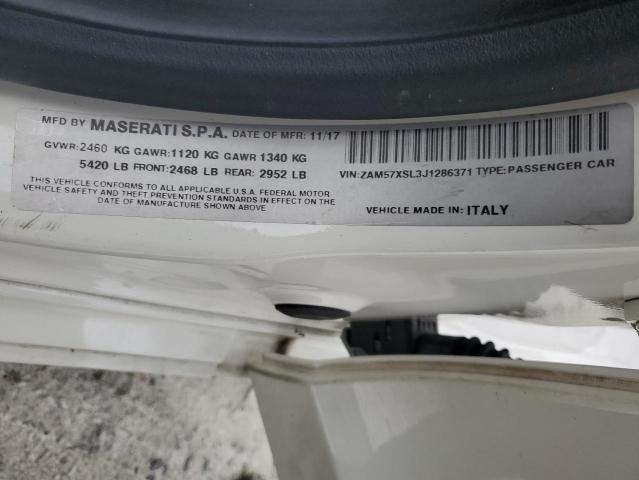 MFD BY MASERATI S.P.A. DATE OF MFR: 11/17
GVWR:2460 KG GAWR:1120 KG GAWR 1340 KG
5420 LB FRONT:2468 LB REAR: 2952 LB
THIS VEHICLE CONFORMS TO ALL APPLICABLE U.S.A. FEDERAL MOTOR
VEHICLE SAFETY AND THEFT PREVENTION STANDARDS IN EFFECT ON THE
DATE OF MANUFACTURE SHOWN ABOVE
VIN:ZAM57XSL3J1286371 TYPE:PASSENGER CAR
VEHICLE MADE IN: ITALY